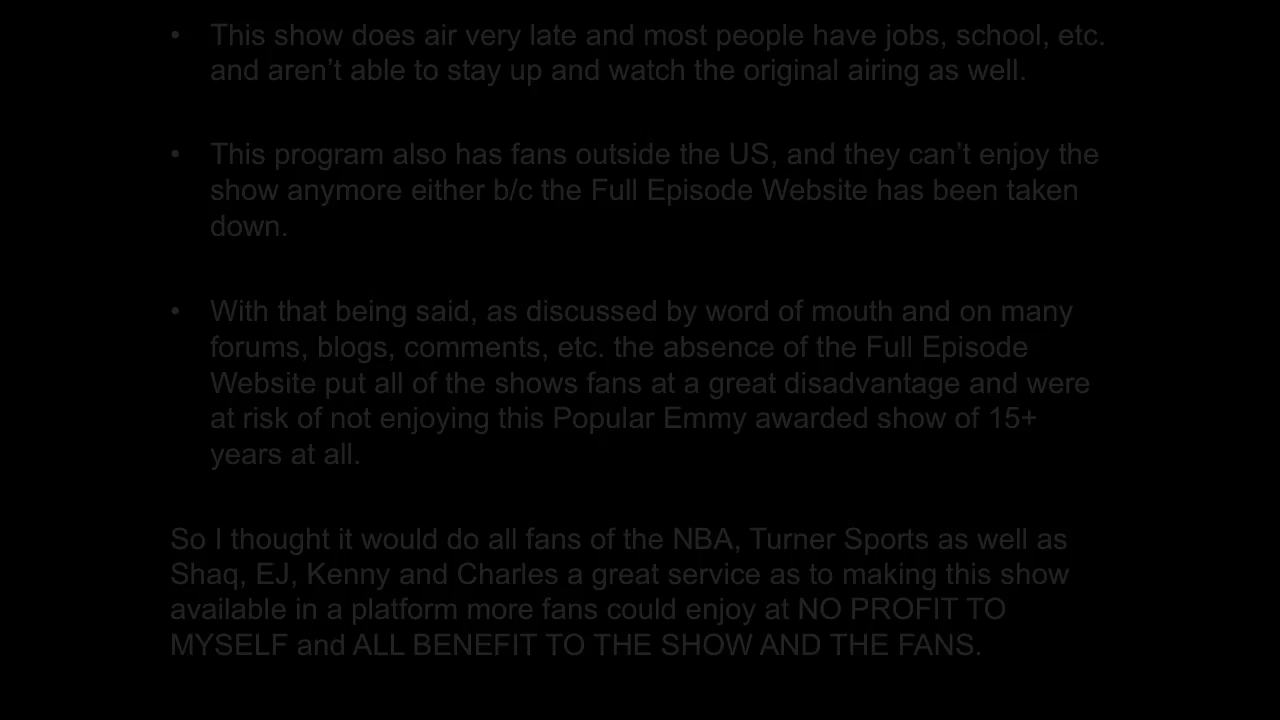 • This show does air very late and most people have jobs, school, etc.
and aren’t able to stay up and watch the original airing as well.
• This program also has fans outside the US, and they can’t enjoy the
show anymore either b/c the Full Episode Website has been taken
down.
• With that being said, as discussed by word of mouth and on many
forums, blogs, comments, etc. the absence of the Full Episode
Website put all of the shows fans at a great disadvantage and were
at risk of not enjoying this Popular Emmy awarded show of 15+
years at all.
So I thought it would do all fans of the NBA, Turner Sports as well as
Shaq, EJ, Kenny and Charles a great service as to making this show
available in a platform more fans could enjoy at NO PROFIT TO
MYSELF and ALL BENEFIT TO THE SHOW AND THE FANS.